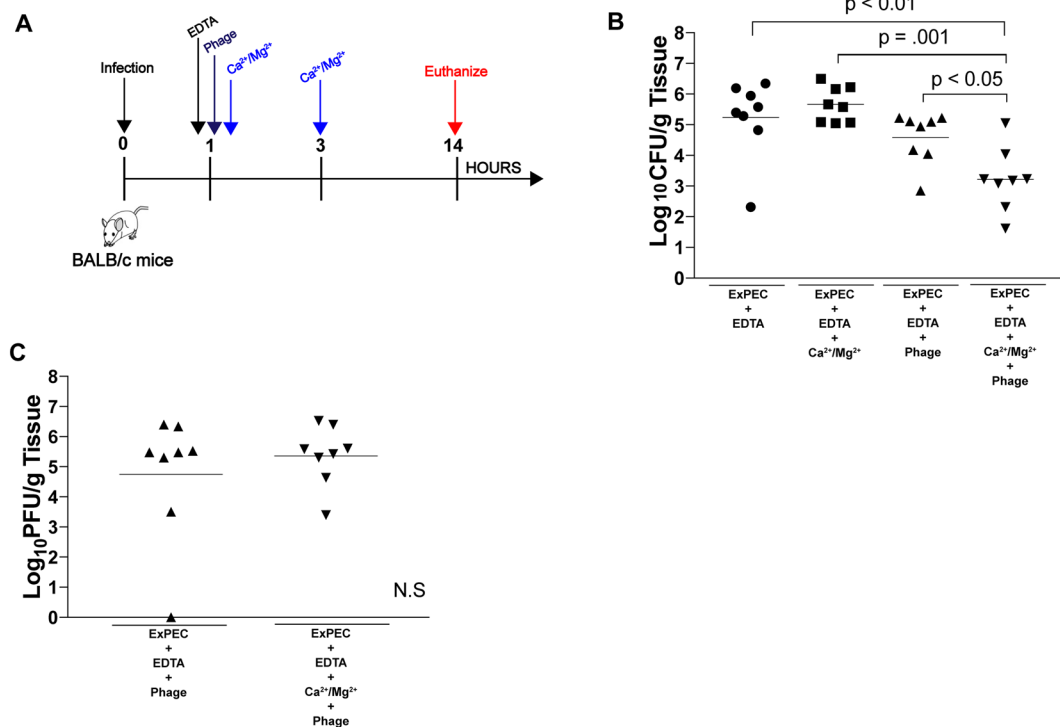 A
Infection
EDTA
Phage
Ca²⁺/Mg²⁺
Ca²⁺/Mg²⁺
Euthanize
0
1
3
14
HOURS
BALB/c mice
B
p < 0.01
p = .001
p < 0.05
Log₁₀CFU/g Tissue
8
7
6
5
4
3
2
1
0
ExPEC
+
EDTA
ExPEC
+
EDTA
+
Ca²⁺/Mg²⁺
ExPEC
+
EDTA
+
Phage
ExPEC
+
EDTA
+
Ca²⁺/Mg²⁺
+
Phage
C
Log₁₀PFU/g Tissue
8
7
6
5
4
3
2
1
0
N.S
ExPEC
+
EDTA
+
Phage
ExPEC
+
EDTA
+
Ca²⁺/Mg²⁺
+
Phage